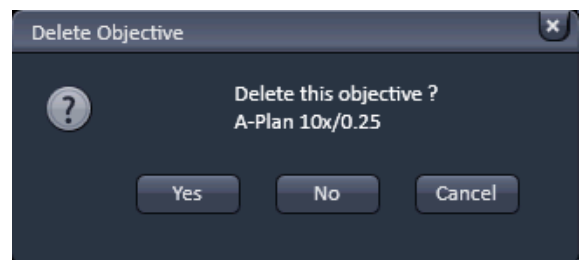 Delete Objective
Delete this objective ?
A-Plan 10x/0.25
Yes No Cancel